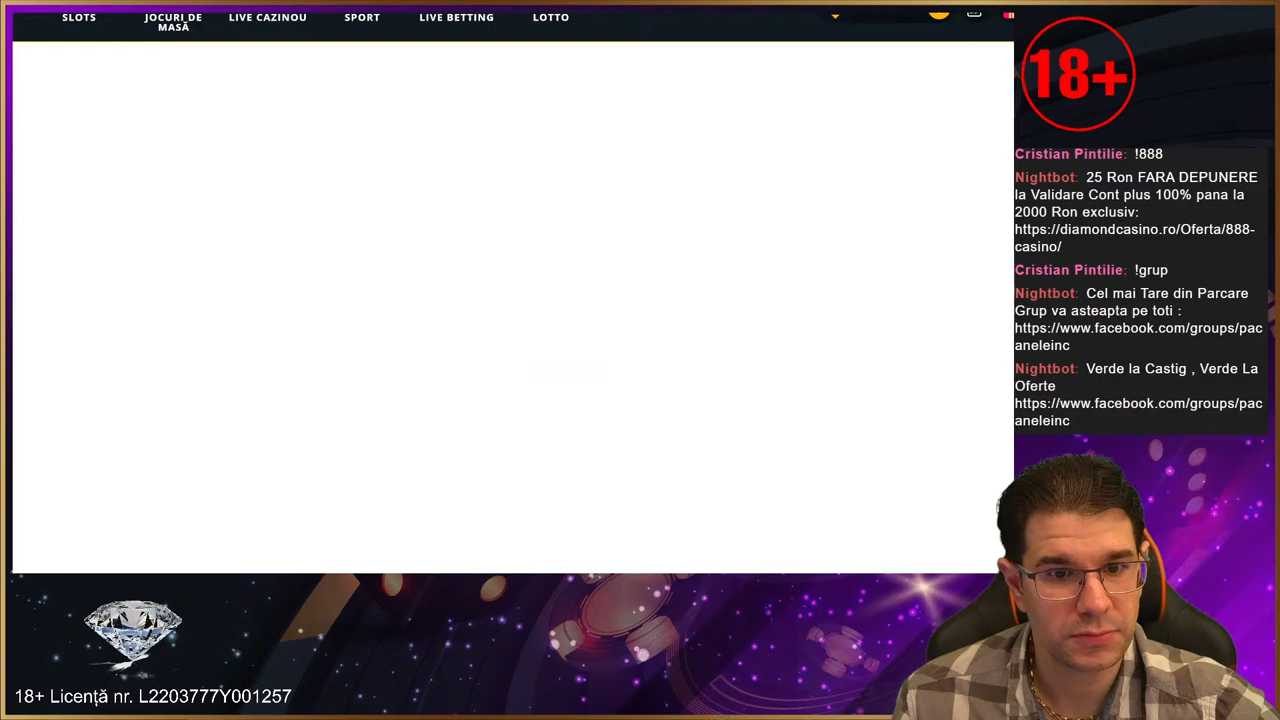 SLOTS
JOCURI DE
MASĂ
LIVE CAZINOU
SPORT
LIVE BETTING
LOTTO
18+
Cristian Pintilie: !888
Nightbot: 25 Ron FARA DEPUNERE
la Validare Cont plus 100% pana la
2000 Ron exclusiv:
https://diamondcasino.ro/Oferta/888-
casino/
Cristian Pintilie: !grup
Nightbot: Cel mai Tare din Parcare
Grup va asteapta pe toti :
https://www.facebook.com/groups/pac
aneleinc
Nightbot: Verde la Castig , Verde La
Oferte
https://www.facebook.com/groups/pac
aneleinc
18+ Licență nr. L2203777Y001257